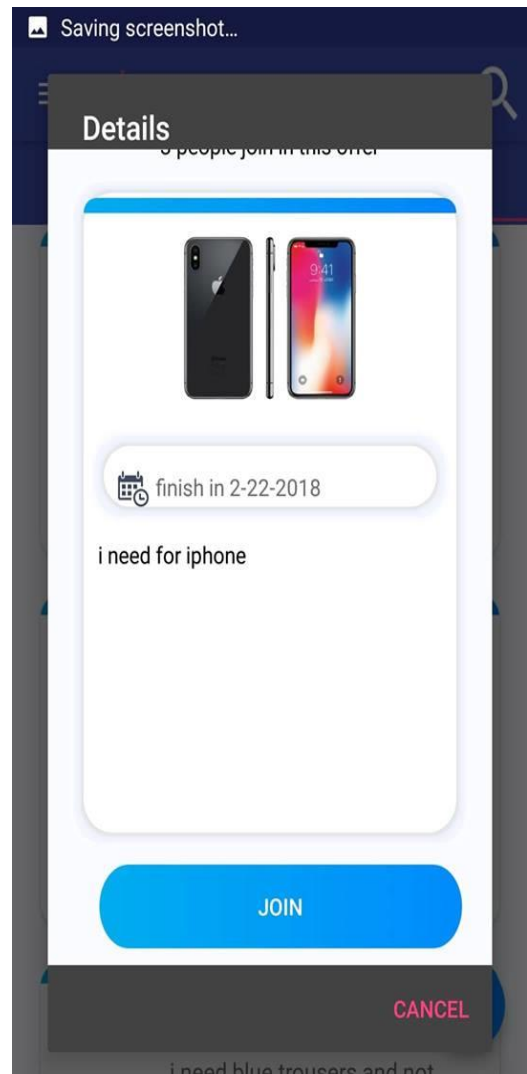 Saving screenshot...
Details
people join in this offer
9:41
finish in 2-22-2018
i need for iphone
JOIN
CANCEL
i need blue trousers and not